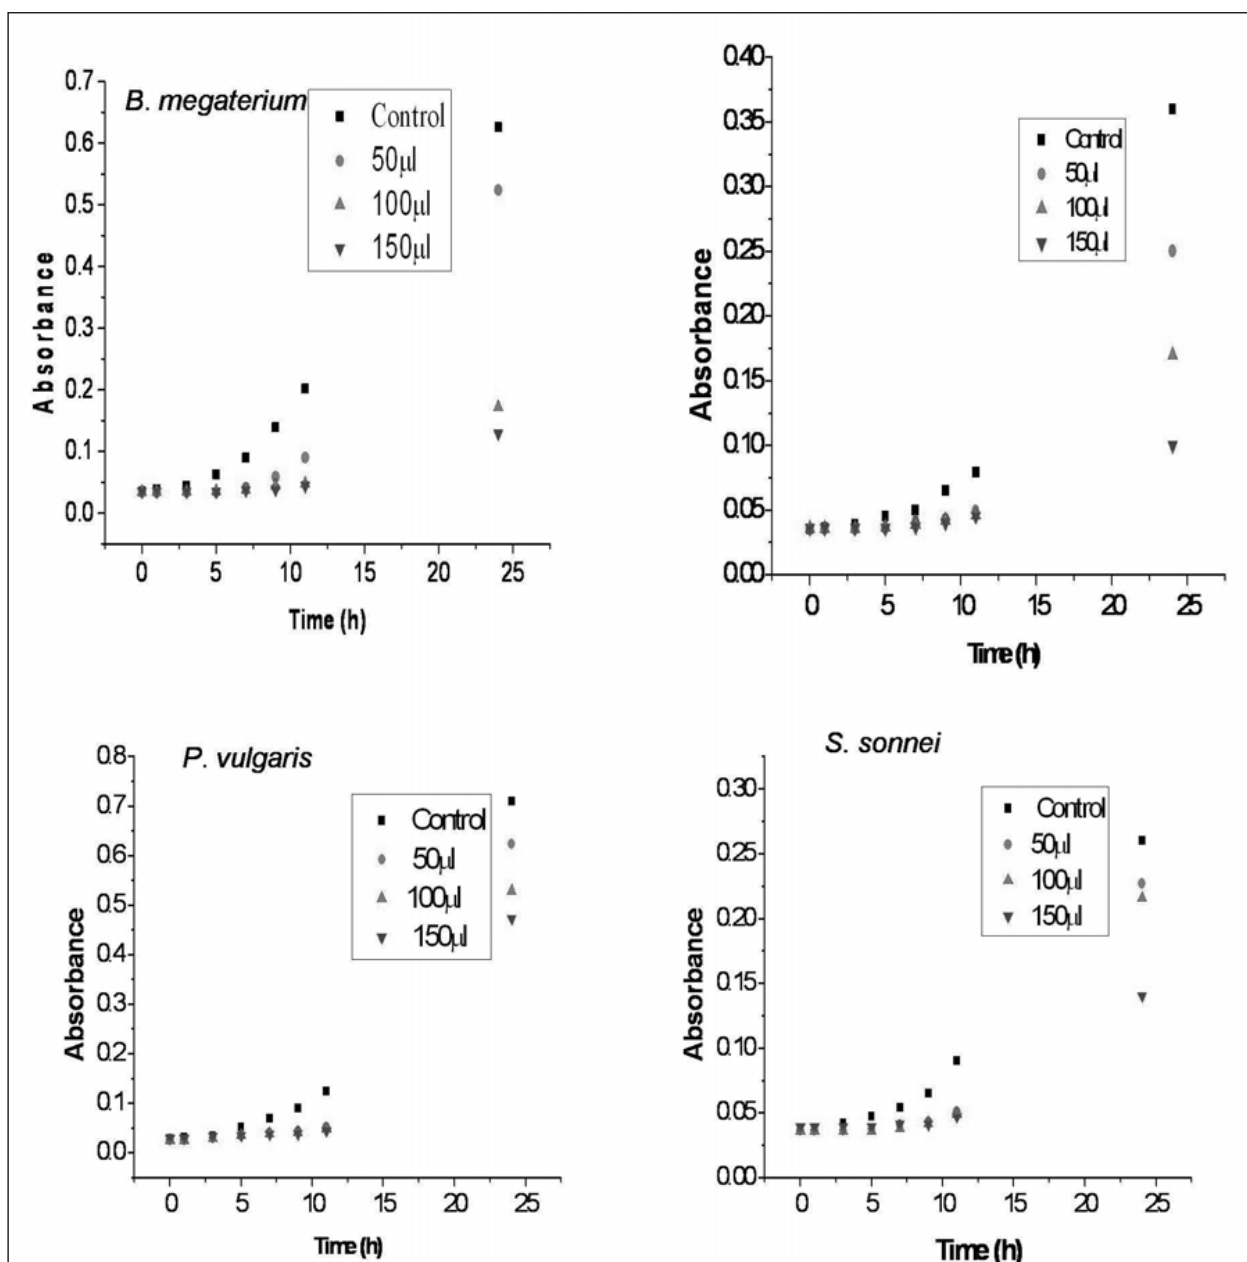 B. megaterium
Control
50µl
100µl
150µl
0.7
0.6
0.5
0.4
0.3
0.2
0.1
0.0
Absorbance
0 5 10 15 20 25
Time (h)
Control
50µl
100µl
150µl
0.40
0.35
0.30
0.25
0.20
0.15
0.10
0.05
0.00
Absorbance
0 5 10 15 20 25
Time (h)
P. vulgaris
Control
50µl
100µl
150µl
0.8
0.7
0.6
0.5
0.4
0.3
0.2
0.1
0.0
Absorbance
0 5 10 15 20 25
Time (h)
S. sonnei
Control
50µl
100µl
150µl
0.30
0.25
0.20
0.15
0.10
0.05
0.00
Absorbance
0 5 10 15 20 25
Time (h)